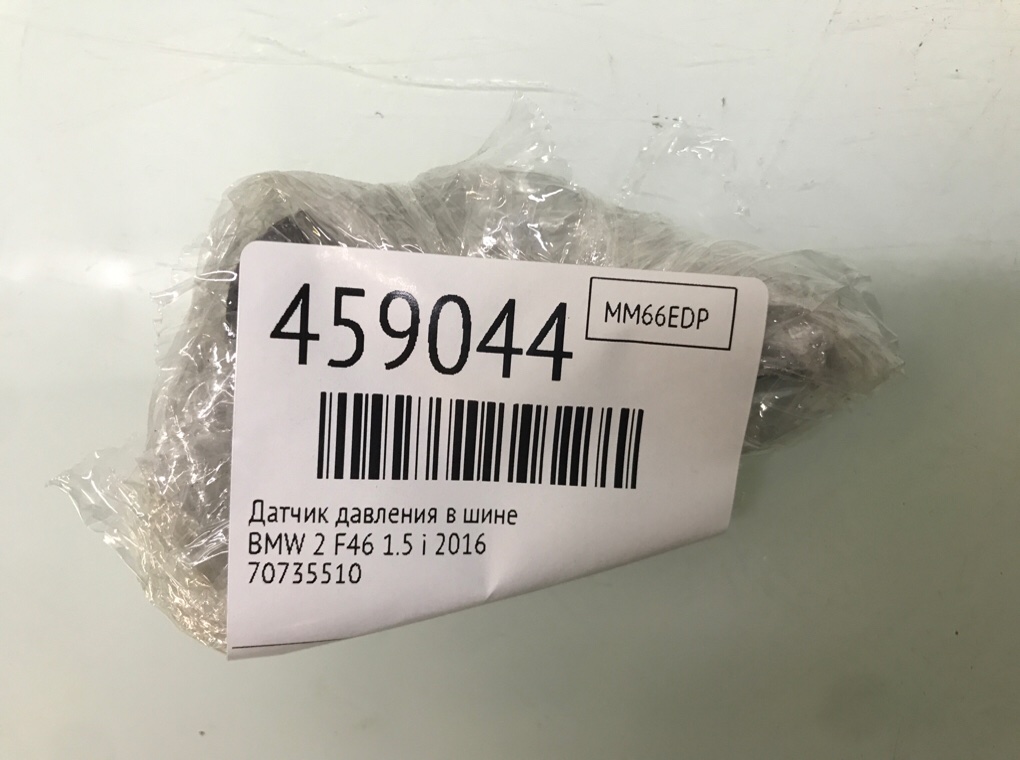 459044
MM66EDP
Датчик давления в шине
BMW 2 F46 1.5 i 2016
70735510